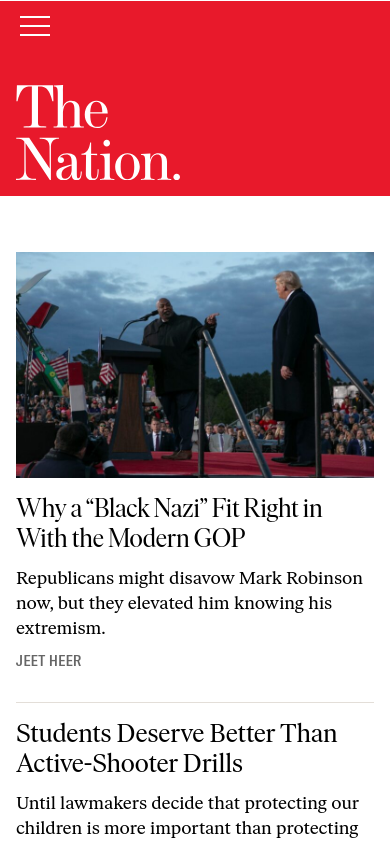 The
Nation.
Why a “Black Nazi” Fit Right in
With the Modern GOP
Republicans might disavow Mark Robinson
now, but they elevated him knowing his
extremism.
JEET HEER
Students Deserve Better Than
Active-Shooter Drills
Until lawmakers decide that protecting our
children is more important than protecting